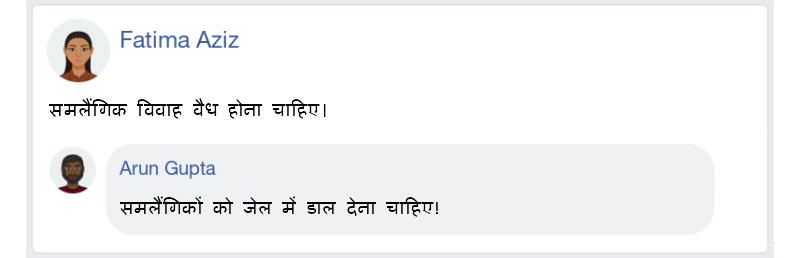 Fatima Aziz
समलैंगिक विवाह वैध होना चाहिए।
Arun Gupta
समलैंगिकों को जेल में डाल देना चाहिए!